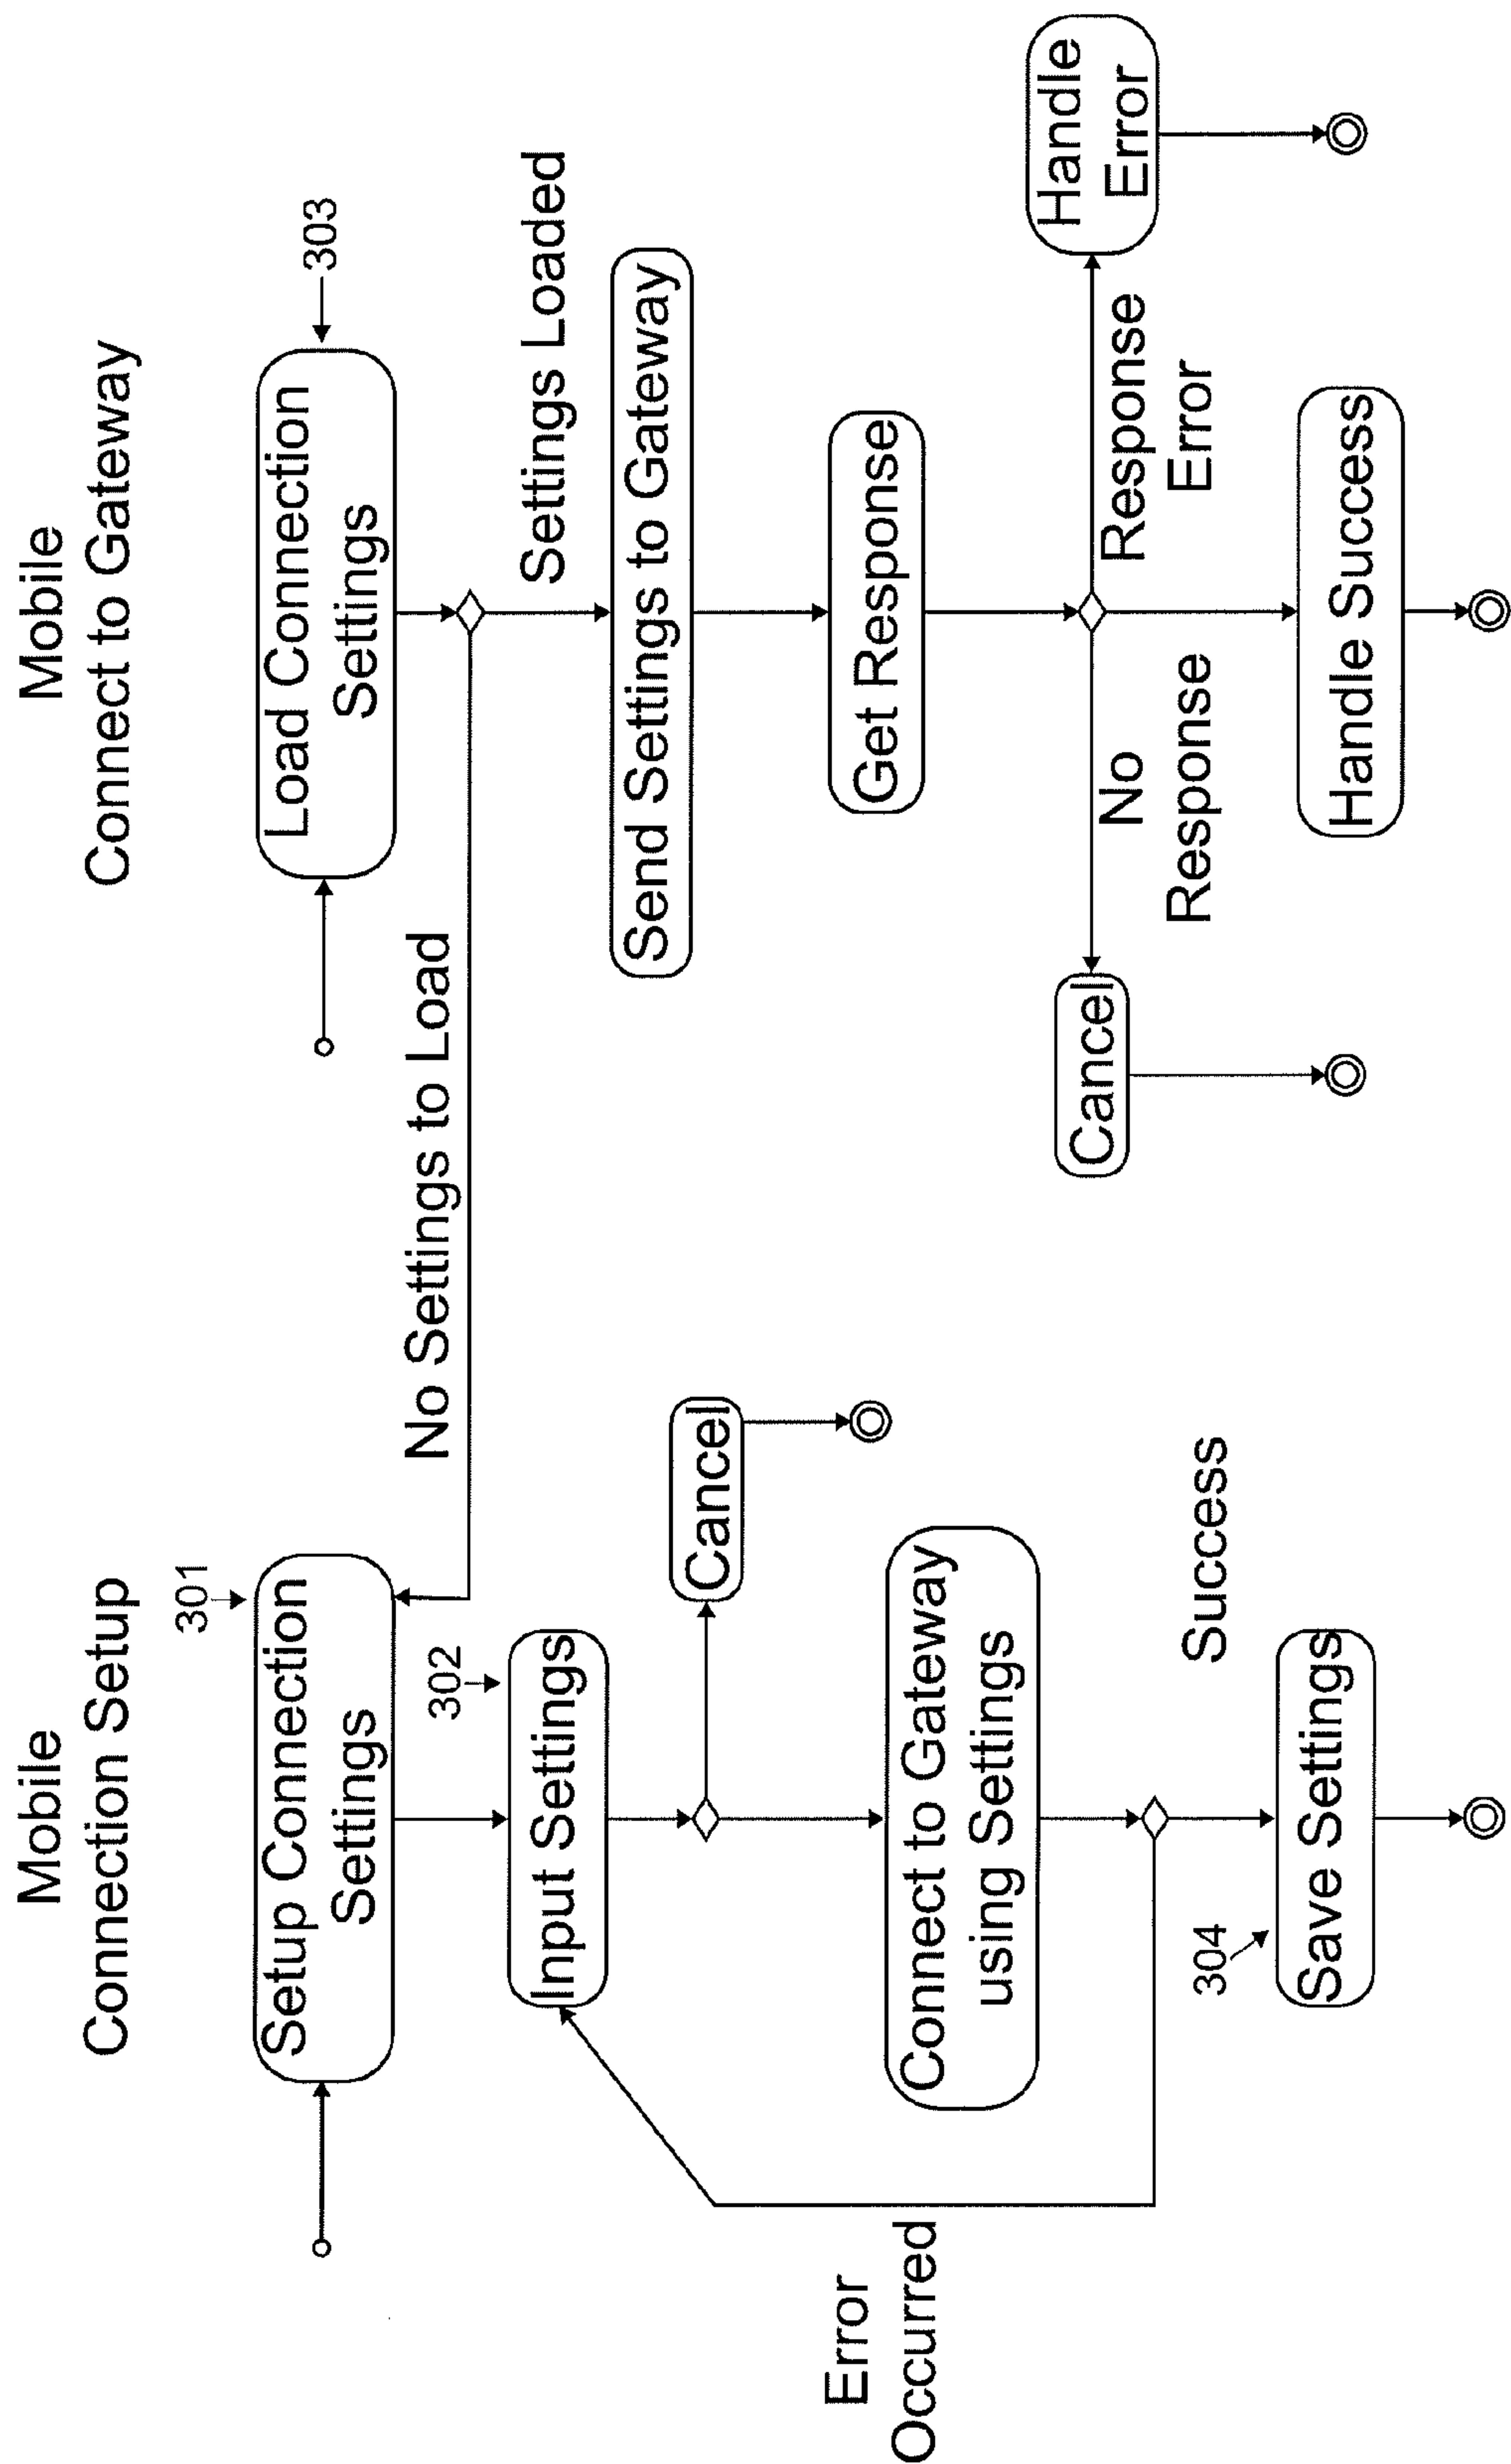 Mobile
Connection Setup
301
Setup Connection
Settings
302
Input Settings
Cancel
Connect to Gateway
using Settings
Error
Occurred
Success
304
Save Settings
No Settings to Load
Mobile
Connect to Gateway
Load Connection
Settings
303
Settings Loaded
Send Settings to Gateway
Get Response
No
Response
Response
Error
Cancel
Handle
Error
Handle Success